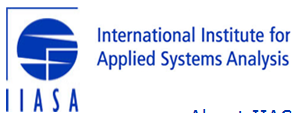 International Institute for
Applied Systems Analysis
IIASA